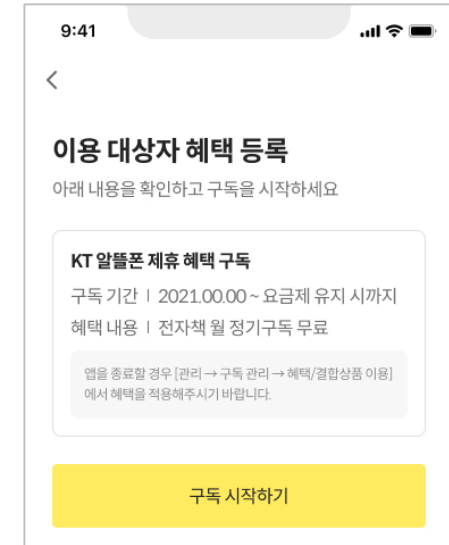 9:41
이용 대상자 혜택 등록
아래 내용을 확인하고 구독을 시작하세요
KT 알뜰폰 제휴 혜택 구독
구독 기간 | 2021.00.00 ~ 요금제 유지 시까지
혜택 내용 | 전자책 월 정기구독 무료
앱을 종료할 경우 [관리 → 구독 관리 → 혜택/결합상품 이용]
에서 혜택을 적용해주시기 바랍니다.
구독 시작하기